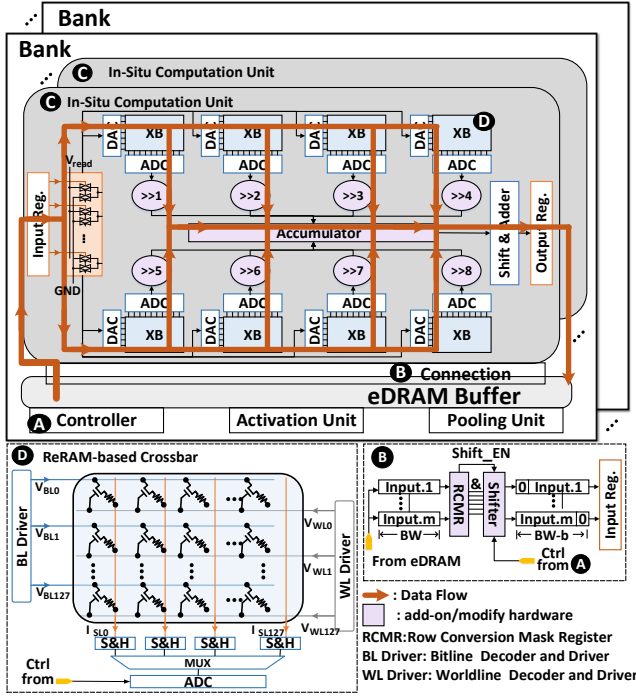 Bank
Bank
C In-Situ Computation Unit
C In-Situ Computation Unit
DAC XB DAC XB DAC XB DAC XB D
Vread
ADC ADC ADC ADC
>>1 >>2 >>3 >>4
Input Reg.
Accumulator
Shift & Adder
Output Reg.
>>5 >>6 >>7 >>8
GND
ADC ADC ADC ADC
DAC XB DAC XB DAC XB DAC XB
B Connection
eDRAM Buffer
A Controller Activation Unit Pooling Unit
D ReRAM-based Crossbar
BL Driver
VBL0
VBL1
VBL127
VWL0
VWL1
VWL127
WL Driver
I SL0 I SL127
S&H S&H S&H S&H
MUX
Ctrl from
ADC
B
Shift_EN
Input.1 RCMR & Shifter 0 Input.1 Input Reg.
Input.m Input.m 0
BW BW-b
From eDRAM
Ctrl from A
: Data Flow
: add-on/modify hardware
RCMR:Row Conversion Mask Register
BL Driver: Bitline Decoder and Driver
WL Driver: Worldline Decoder and Driver